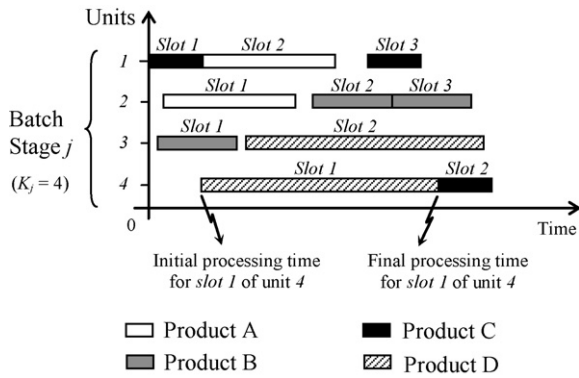 Units
Slot 1 Slot 2 Slot 3
1
Slot 1 Slot 2 Slot 3
2
Batch
Stage j
(Kj = 4)
Slot 1 Slot 2
3
Slot 1 Slot 2
4
0 Time
Initial processing time
for slot 1 of unit 4
Final processing time
for slot 1 of unit 4
Product A
Product C
Product B
Product D